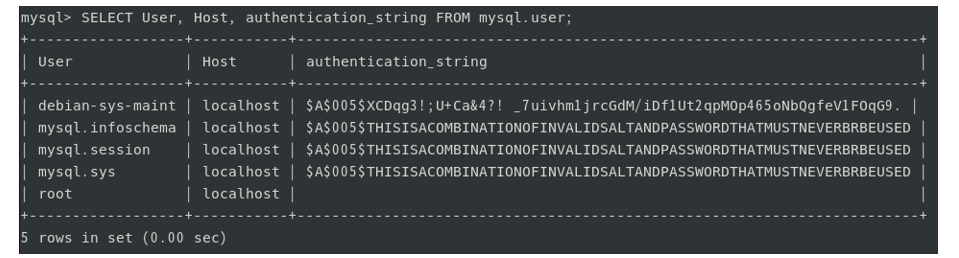 mysql> SELECT User, Host, authentication_string FROM mysql.user;
+------------------+-----------+------------------------------------------------------------------------+
| User             | Host      | authentication_string                                                  |
+------------------+-----------+------------------------------------------------------------------------+
| debian-sys-maint | localhost | $A$005$XCDqg3!;U+Ca&4?! _7uivhm1jrcGdM/iDf1Ut2qpMOp465oNbQgfeV1FOqG9. |
| mysql.infoschema | localhost | $A$005$THISISACOMBINATIONOFINVALIDSALTANDPASSWORDTHATMUSTNEVERBRBEUSED |
| mysql.session    | localhost | $A$005$THISISACOMBINATIONOFINVALIDSALTANDPASSWORDTHATMUSTNEVERBRBEUSED |
| mysql.sys        | localhost | $A$005$THISISACOMBINATIONOFINVALIDSALTANDPASSWORDTHATMUSTNEVERBRBEUSED |
| root             | localhost |                                                                        |
+------------------+-----------+------------------------------------------------------------------------+
5 rows in set (0.00 sec)